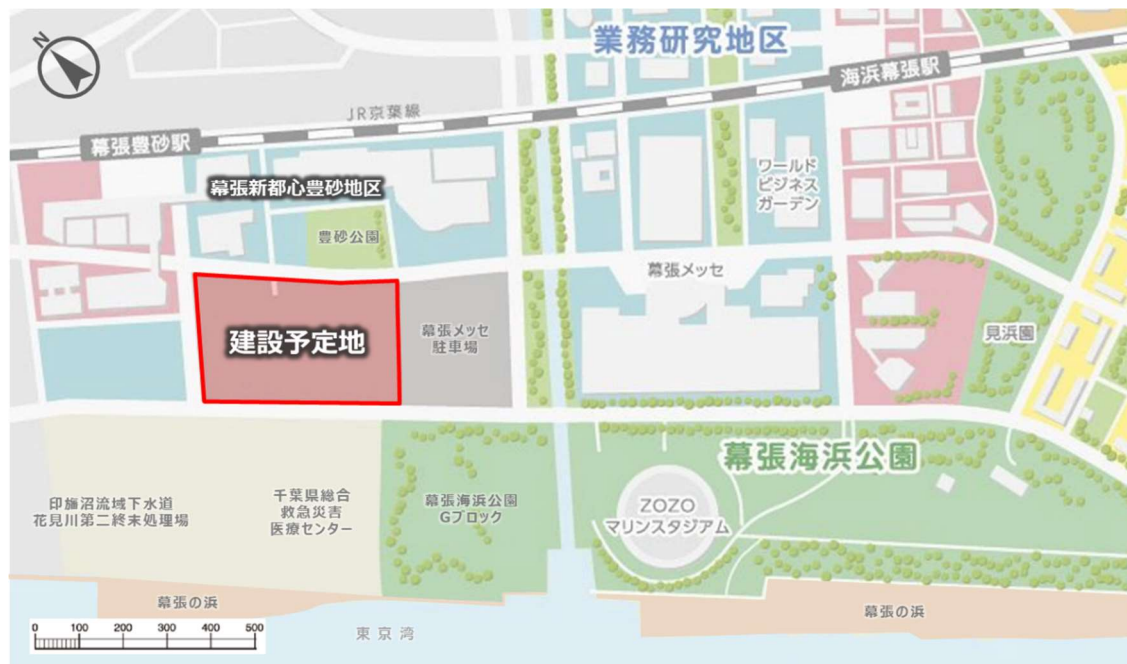 N
業務研究地区
海浜幕張駅
JR京葉線
幕張豊砂駅
幕張新都心豊砂地区
ワールド
ビジネス
ガーデン
豊砂公園
幕張メッセ
建設予定地
幕張メッセ
駐車場
見浜園
幕張海浜公園
印旛沼流域下水道
花見川第二終末処理場
千葉県総合
救急災害
医療センター
幕張海浜公園
Gブロック
ZOZO
マリンスタジアム
幕張の浜
幕張の浜
東京湾
0 100 200 300 400 500